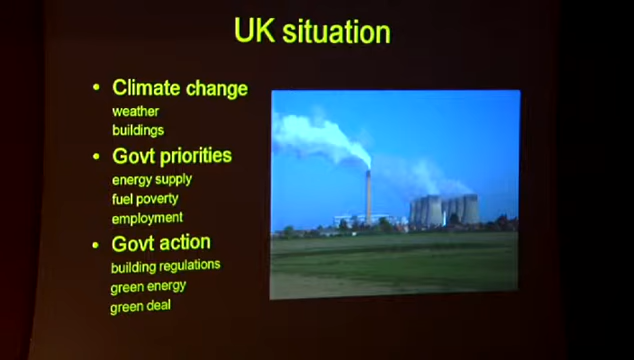 UK situation
• Climate change
weather
buildings
• Govt priorities
energy supply
fuel poverty
employment
• Govt action
building regulations
green energy
green deal